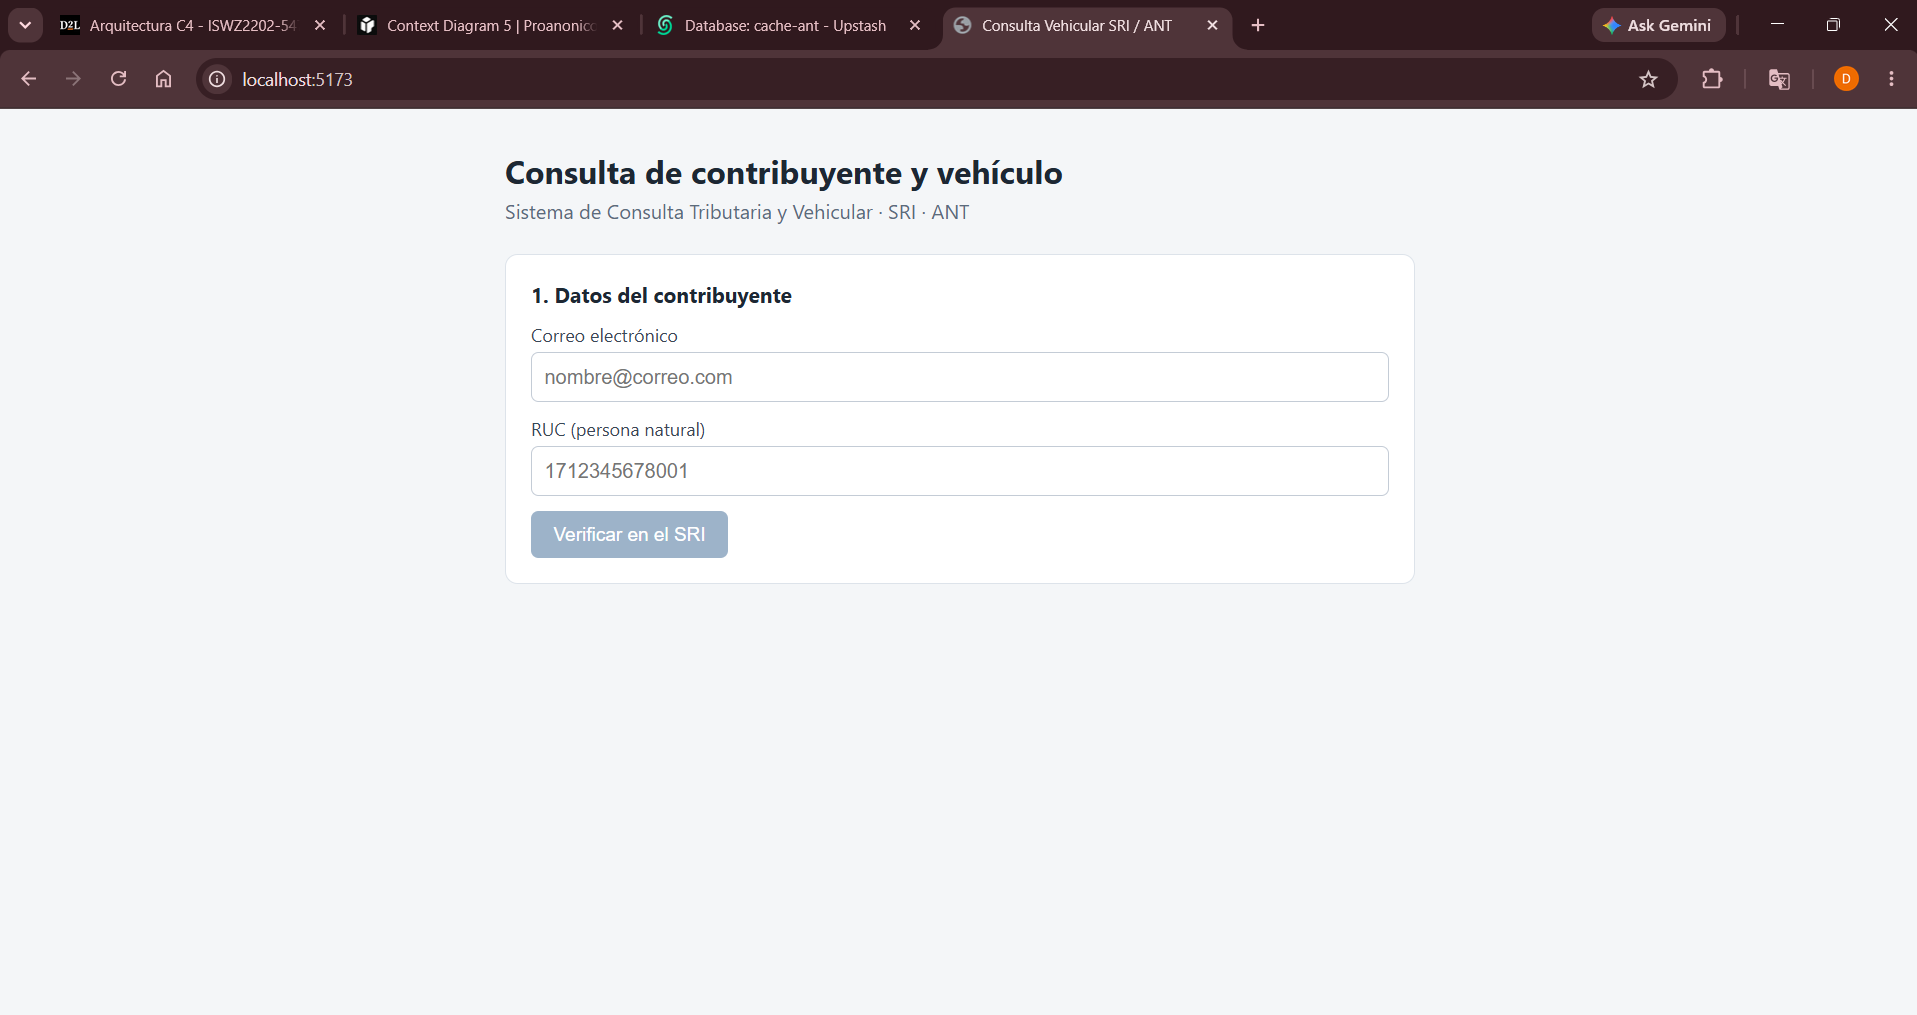 D2L Arquitectura C4 - ISWZ2202-54
Context Diagram 5 | Proanonico
Database: cache-ant - Upstash
Consulta Vehicular SRI / ANT
Ask Gemini
localhost:5173
D
Consulta de contribuyente y vehículo
Sistema de Consulta Tributaria y Vehicular · SRI · ANT
1. Datos del contribuyente
Correo electrónico
nombre@correo.com
RUC (persona natural)
1712345678001
Verificar en el SRI